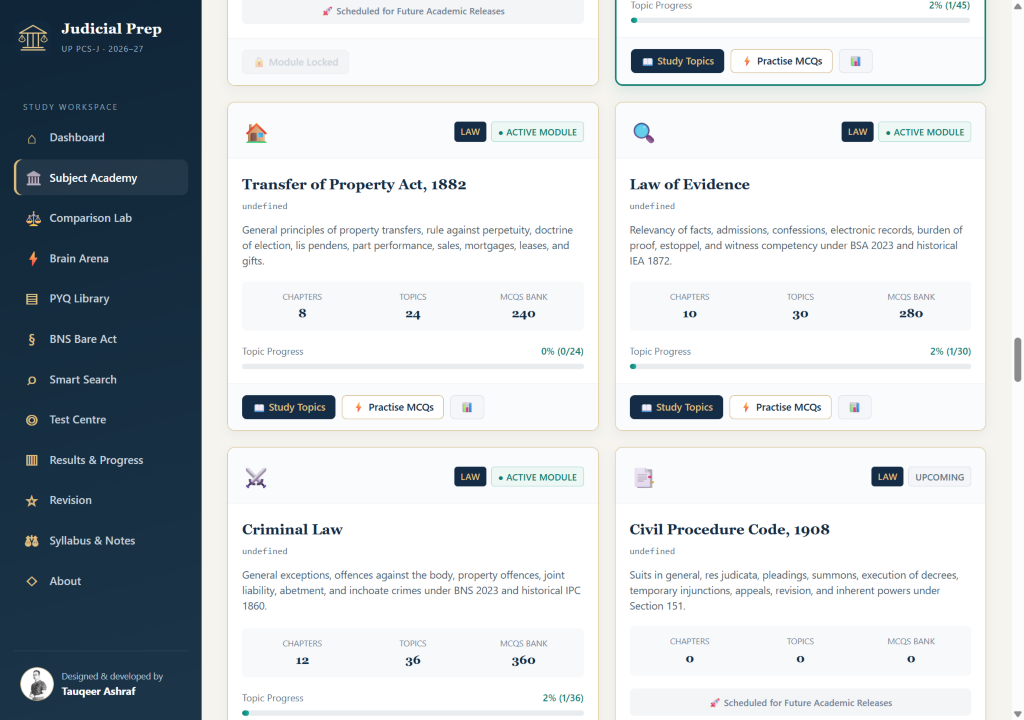 Judicial Prep
UP PCS-J · 2026–27
STUDY WORKSPACE
Dashboard
Subject Academy
Comparison Lab
Brain Arena
PYQ Library
§ BNS Bare Act
Smart Search
Test Centre
Results & Progress
Revision
Syllabus & Notes
About
Designed & developed by
Tauqeer Ashraf
Scheduled for Future Academic Releases
Module Locked
Topic Progress 2% (1/45)
Study Topics Practise MCQs
LAW ● ACTIVE MODULE
Transfer of Property Act, 1882
undefined
General principles of property transfers, rule against perpetuity, doctrine
of election, lis pendens, part performance, sales, mortgages, leases, and
gifts.
CHAPTERS TOPICS MCQS BANK
8 24 240
Topic Progress 0% (0/24)
Study Topics Practise MCQs
LAW ● ACTIVE MODULE
Law of Evidence
undefined
Relevancy of facts, admissions, confessions, electronic records, burden of
proof, estoppel, and witness competency under BSA 2023 and historical
IEA 1872.
CHAPTERS TOPICS MCQS BANK
10 30 280
Topic Progress 2% (1/30)
Study Topics Practise MCQs
LAW ● ACTIVE MODULE
Criminal Law
undefined
General exceptions, offences against the body, property offences, joint
liability, abetment, and inchoate crimes under BNS 2023 and historical IPC
1860.
CHAPTERS TOPICS MCQS BANK
12 36 360
Topic Progress 2% (1/36)
LAW UPCOMING
Civil Procedure Code, 1908
undefined
Suits in general, res judicata, pleadings, summons, execution of decrees,
temporary injunctions, appeals, revision, and inherent powers under
Section 151.
CHAPTERS TOPICS MCQS BANK
0 0 0
Scheduled for Future Academic Releases